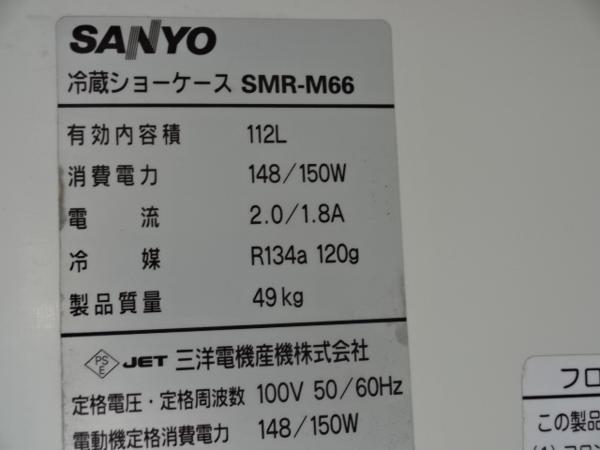 SANYO
冷蔵ショーケース SMR-M66
有効内容積 112L
消費電力 148/150W
電流 2.0/1.8A
冷媒 R134a 120g
製品質量 49kg
PSE JET 三洋電機産機株式会社
定格電圧・定格周波数 100V 50/60Hz
電動機定格消費電力 148/150W
フロ
この製品